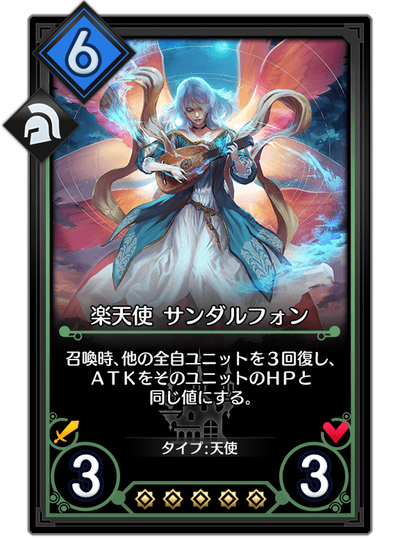 6
楽天使 サンダルフォン
召喚時、他の全自ユニットを３回復し、
ＡＴＫをそのユニットのＨＰと
同じ値にする。
タイプ:天使
3 3